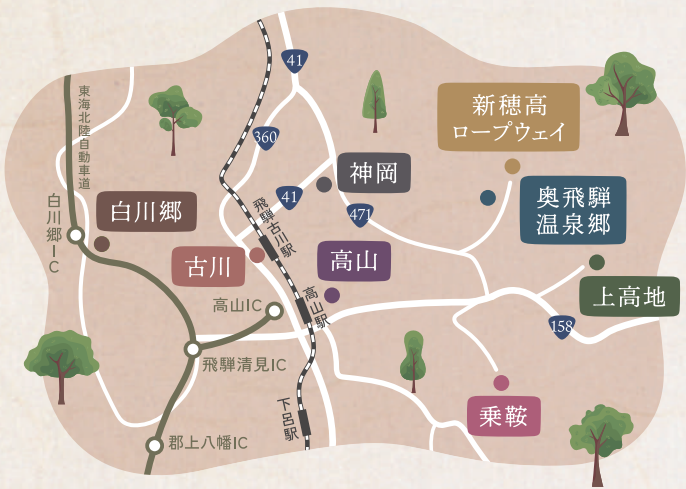 41
東海北陸自動車道
新穂高
ロープウェイ
360
神岡
白川郷
白川郷IC
41
471
奥飛騨
温泉郷
飛騨古川駅
古川
高山
上高地
高山IC
高山駅
158
飛騨清見IC
乗鞍
下呂駅
郡上八幡IC